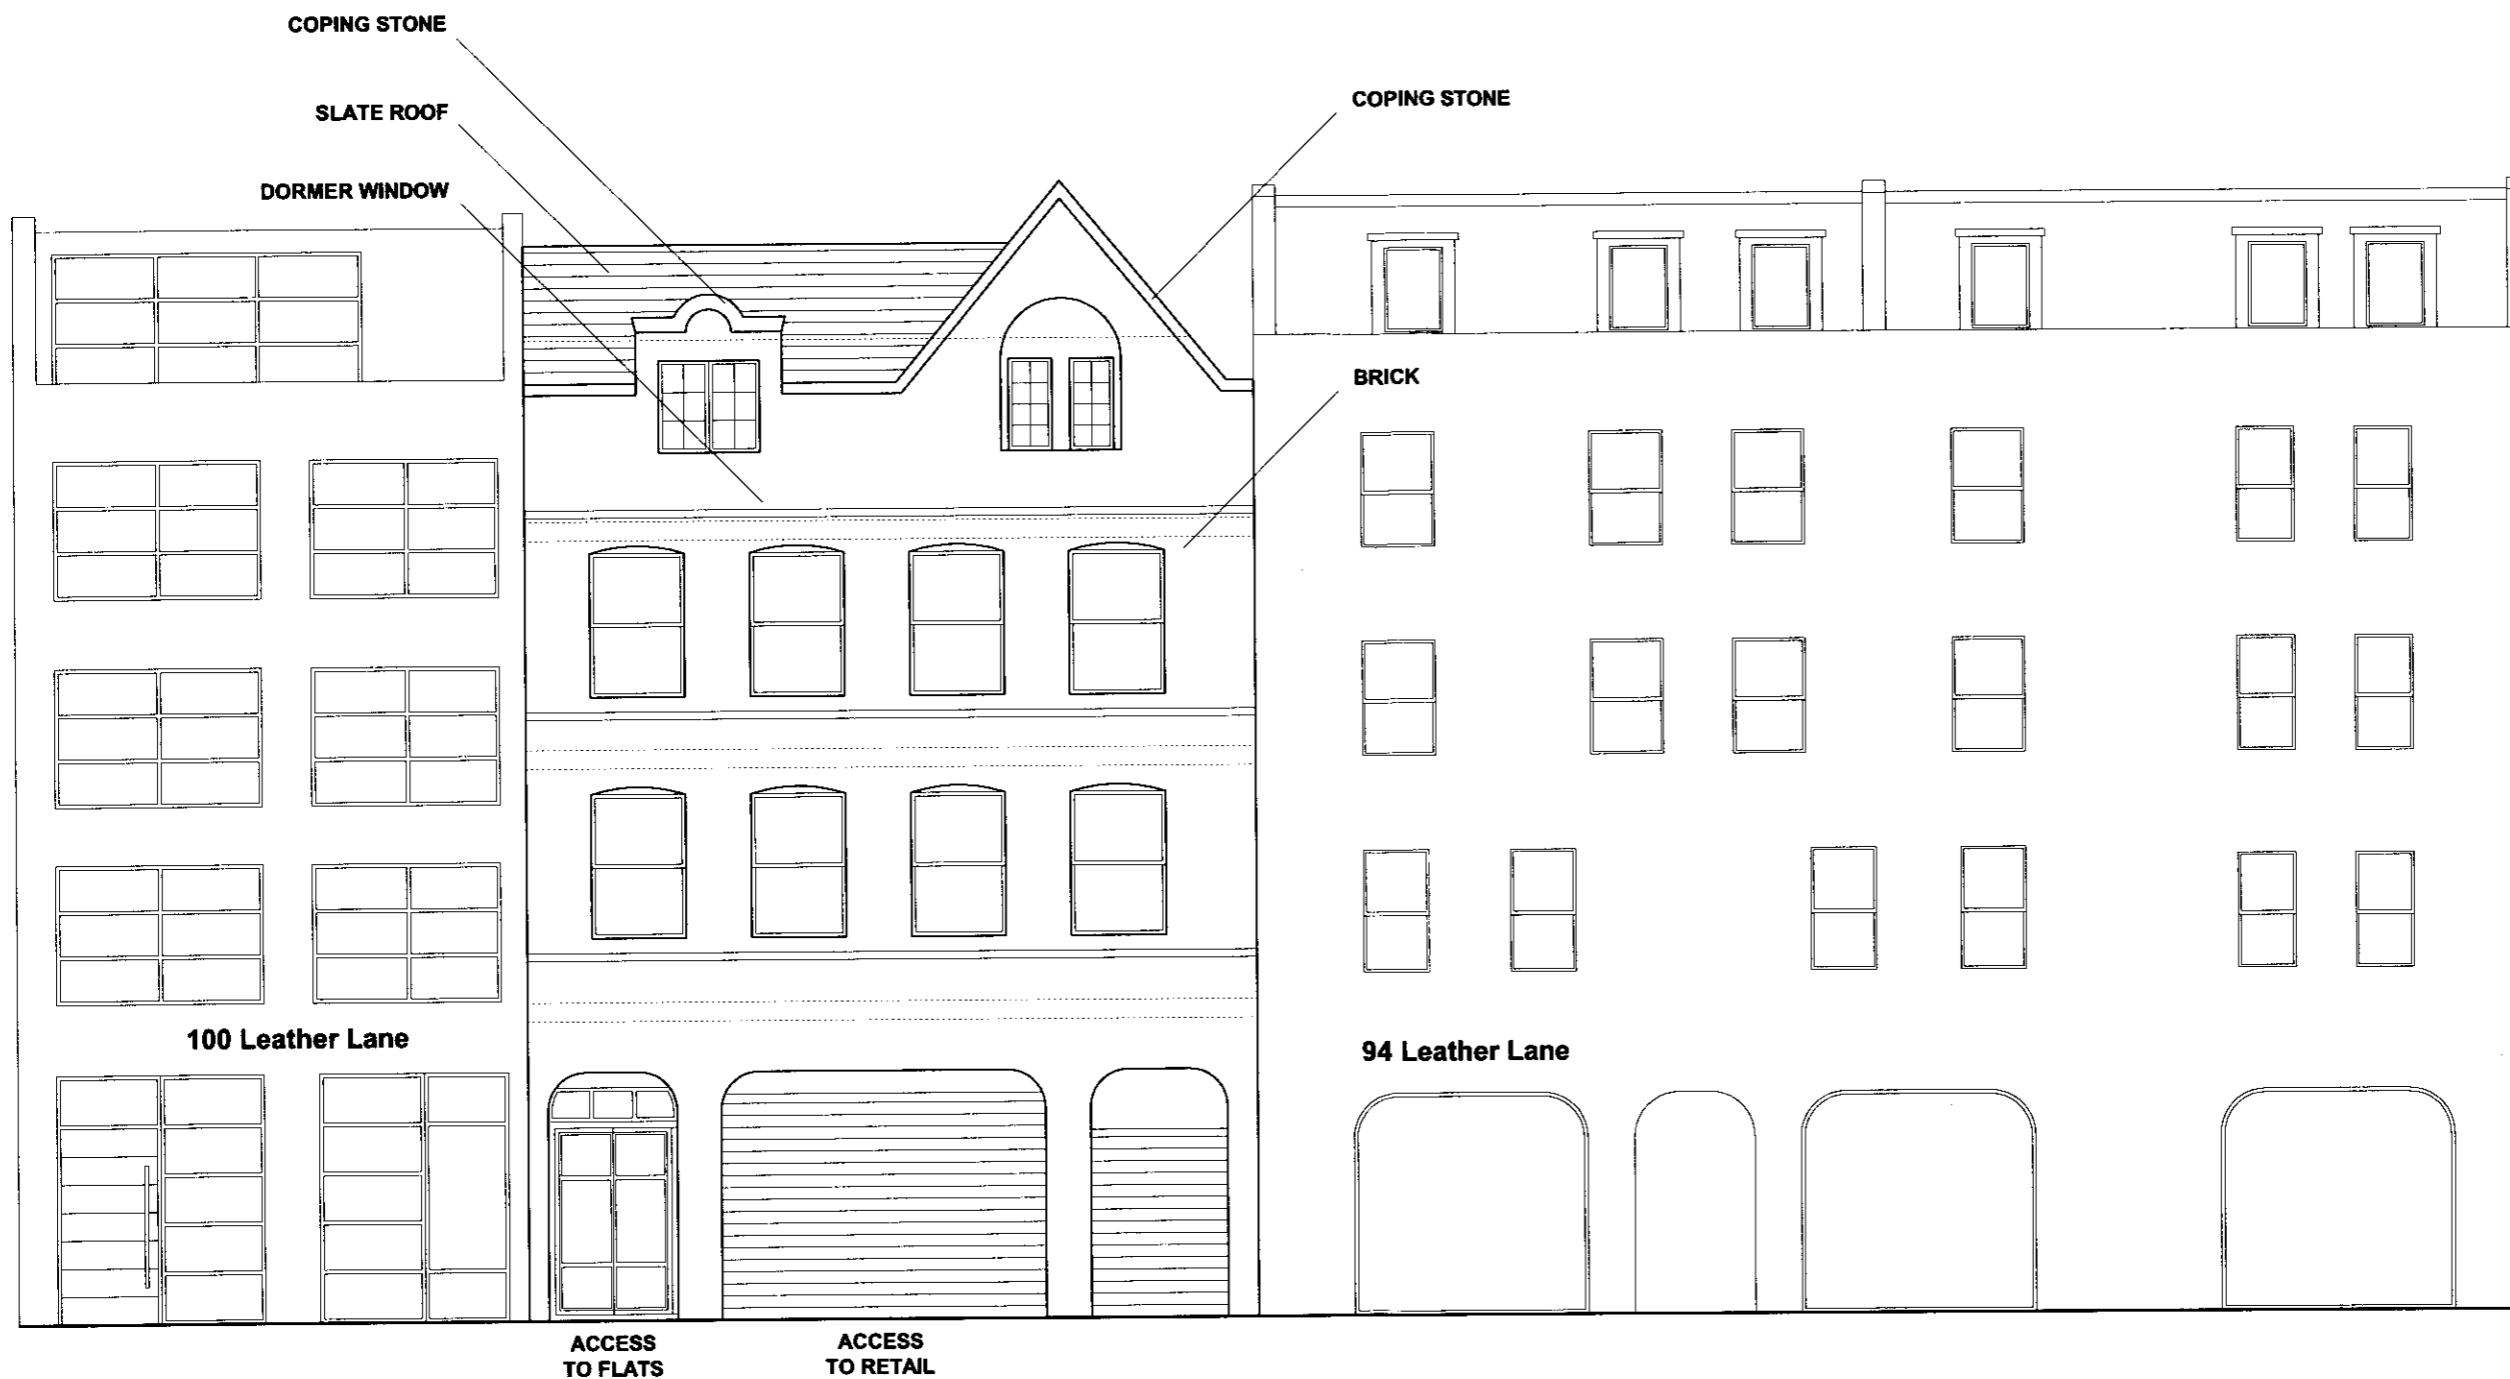 COPING STONE
SLATE ROOF
COPING STONE
DORMER WINDOW
BRICK
100 Leather Lane
94 Leather Lane
ACCESS
TO FLATS
ACCESS
TO RETAIL